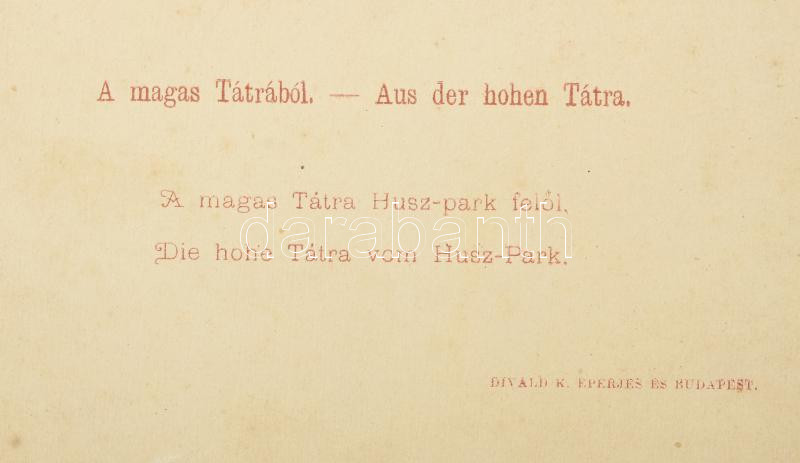 A magas Tátrából. — Aus der hohen Tátra.
A magas Tátra Husz-park felől.
darabanth
Die hohe Tátra vom Husz-Park.
DIVALD K. EPERJES ÉS BUDAPEST.